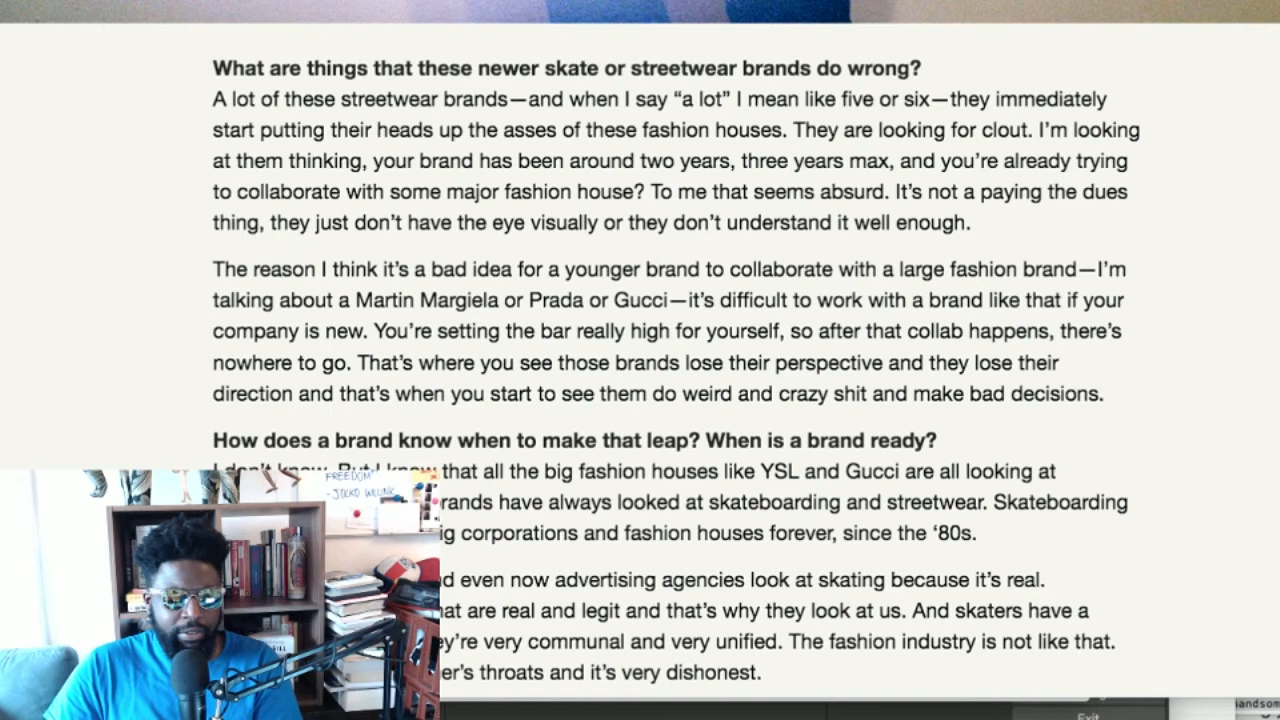 What are things that these newer skate or streetwear brands do wrong?
A lot of these streetwear brands—and when I say “a lot” I mean like five or six—they immediately
start putting their heads up the asses of these fashion houses. They are looking for clout. I’m looking
at them thinking, your brand has been around two years, three years max, and you’re already trying
to collaborate with some major fashion house? To me that seems absurd. It’s not a paying the dues
thing, they just don’t have the eye visually or they don’t understand it well enough.
The reason I think it’s a bad idea for a younger brand to collaborate with a large fashion brand—I’m
talking about a Martin Margiela or Prada or Gucci—it’s difficult to work with a brand like that if your
company is new. You’re setting the bar really high for yourself, so after that collab happens, there’s
nowhere to go. That’s where you see those brands lose their perspective and they lose their
direction and that’s when you start to see them do weird and crazy shit and make bad decisions.
How does a brand know when to make that leap? When is a brand ready?
I don’t know. But I know that all the big fashion houses like YSL and Gucci are all looking at
rands have always looked at skateboarding and streetwear. Skateboarding
ig corporations and fashion houses forever, since the ‘80s.
d even now advertising agencies look at skating because it’s real.
hat are real and legit and that’s why they look at us. And skaters have a
ey’re very communal and very unified. The fashion industry is not like that.
er’s throats and it’s very dishonest.
FREEDOM"
-JOCKO WILLINK
Exit